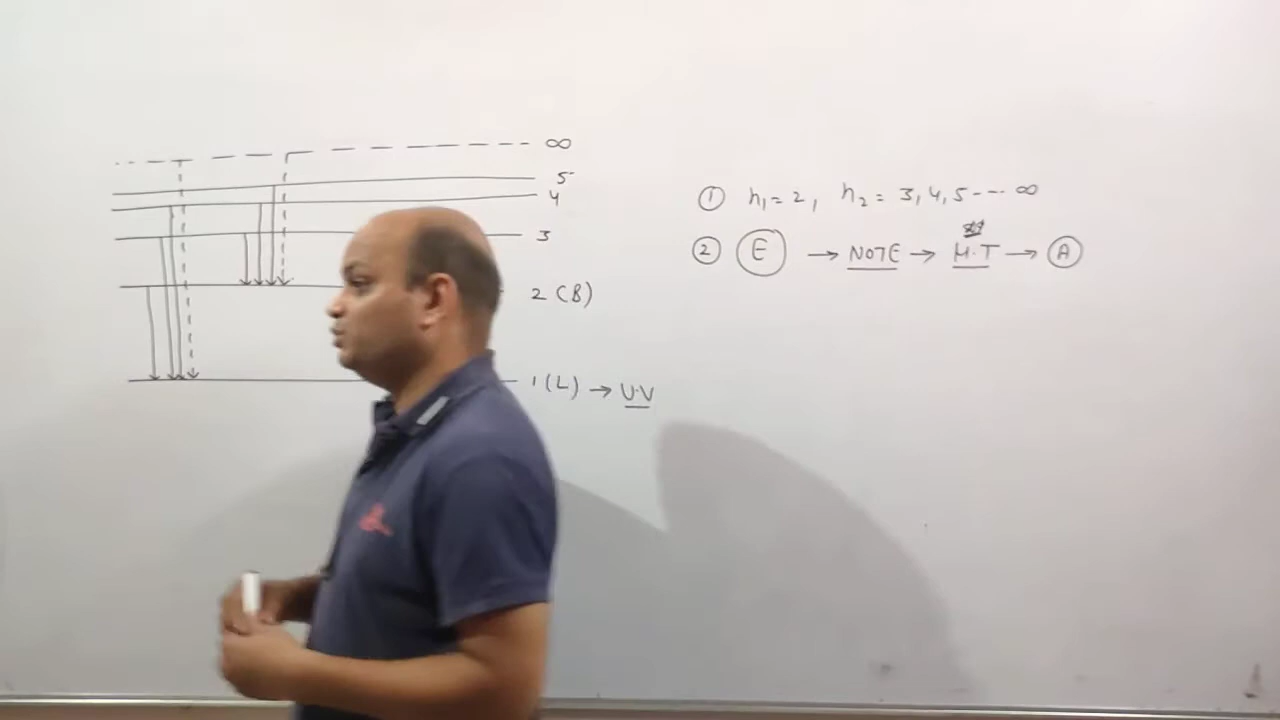 ∞
5
4
3
2 (B)
1 (L) → U.V
① n₁ = 2, n₂ = 3, 4, 5 --- ∞
② Ⓔ → NOTE → M.T → Ⓐ